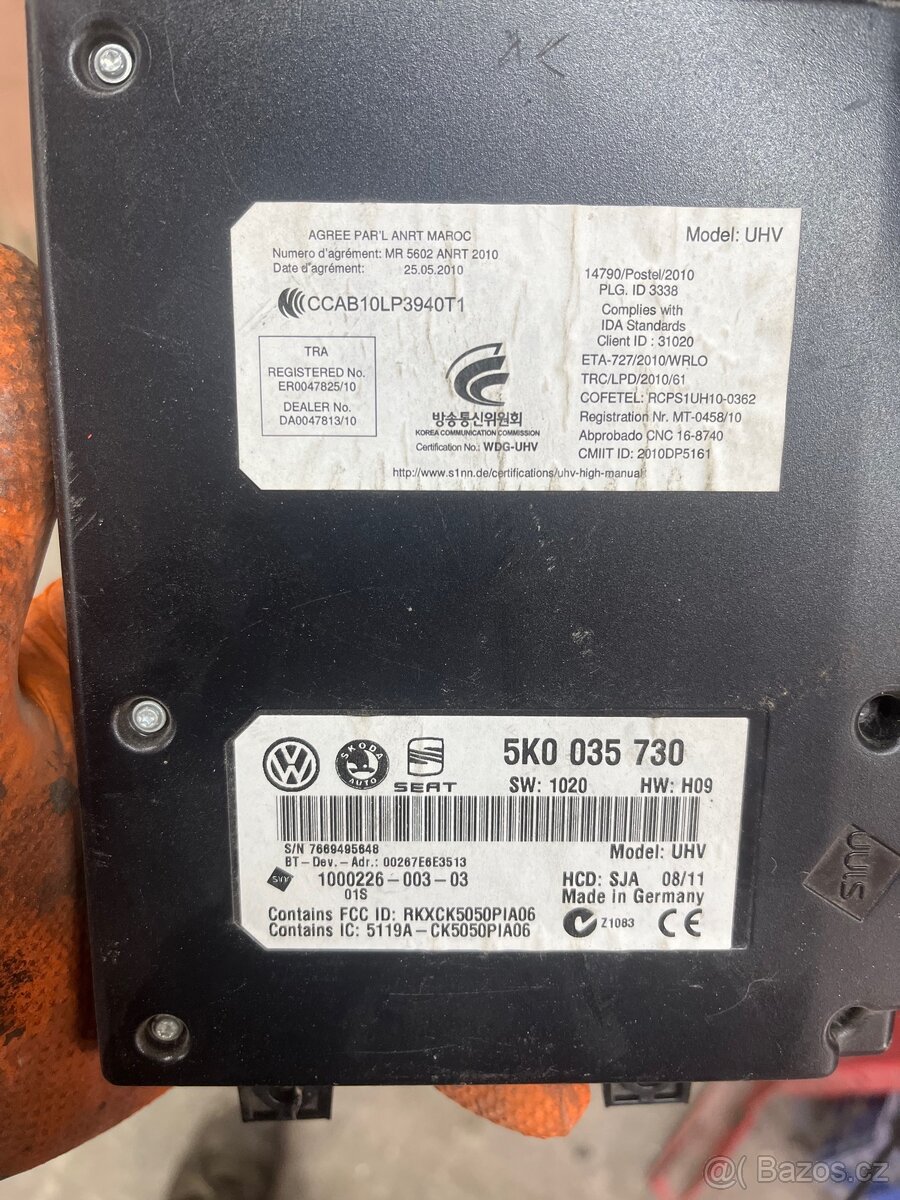 AGREE PAR'L ANRT MAROC
Numero d'agrément: MR 5602 ANRT 2010
Date d'agrément: 25.05.2010
CCAB10LP3940T1
TRA
REGISTERED No.
ER0047825/10
DEALER No.
DA0047813/10
방송통신위원회
KOREA COMMUNICATION COMMISSION
Certification No.: WDG-UHV
Model: UHV
14790/Postel/2010
PLG. ID 3338
Complies with
IDA Standards
Client ID : 31020
ETA-727/2010/WRLO
TRC/LPD/2010/61
COFETEL: RCPS1UH10-0362
Registration Nr. MT-0458/10
Abprobado CNC 16-8740
CMIIT ID: 2010DP5161
http://www.s1nn.de/certifications/uhv-high-manual
VW
SKODA
AUTO
SEAT
5K0 035 730
SW: 1020 HW: H09
S/N 7669495648
BT-Dev.-Adr.: 00267E6E3513
Model: UHV
s1nn
1000226-003-03
01S
HCD: SJA 08/11
Made in Germany
Contains FCC ID: RKXCK5050PIA06
Contains IC: 5119A-CK5050PIA06
Z1083
CE
s1nn
@ Bazos.cz